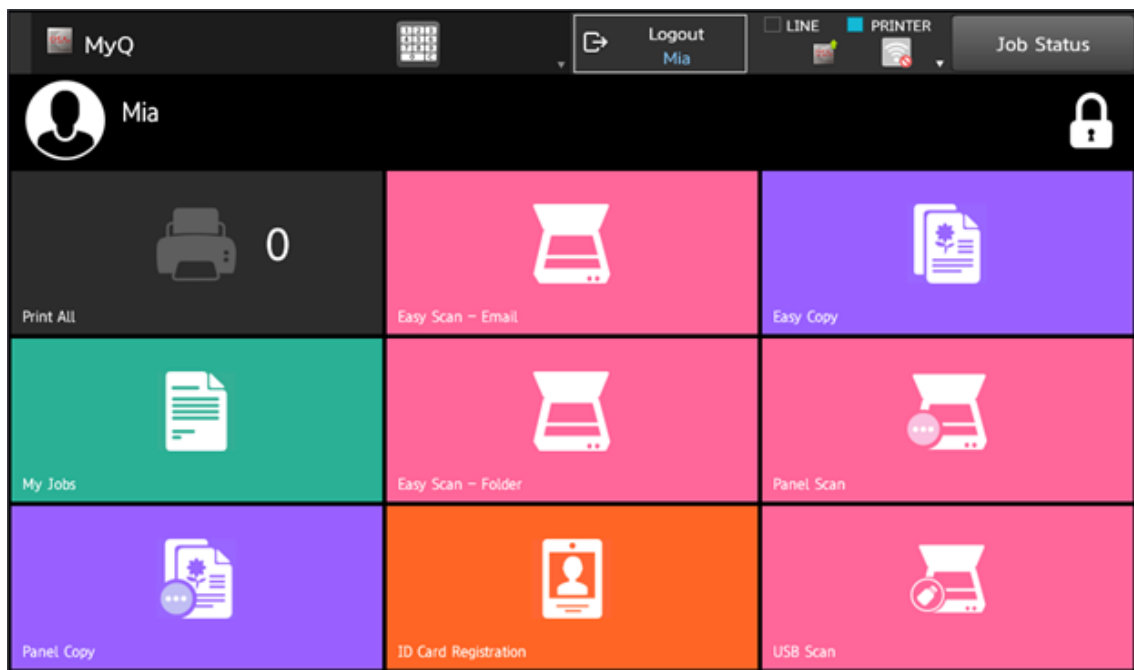 MyQ
Logout
Mia
LINE
PRINTER
Job Status
Mia
0
Print All
Easy Scan – Email
Easy Copy
My Jobs
Easy Scan – Folder
Panel Scan
Panel Copy
ID Card Registration
USB Scan